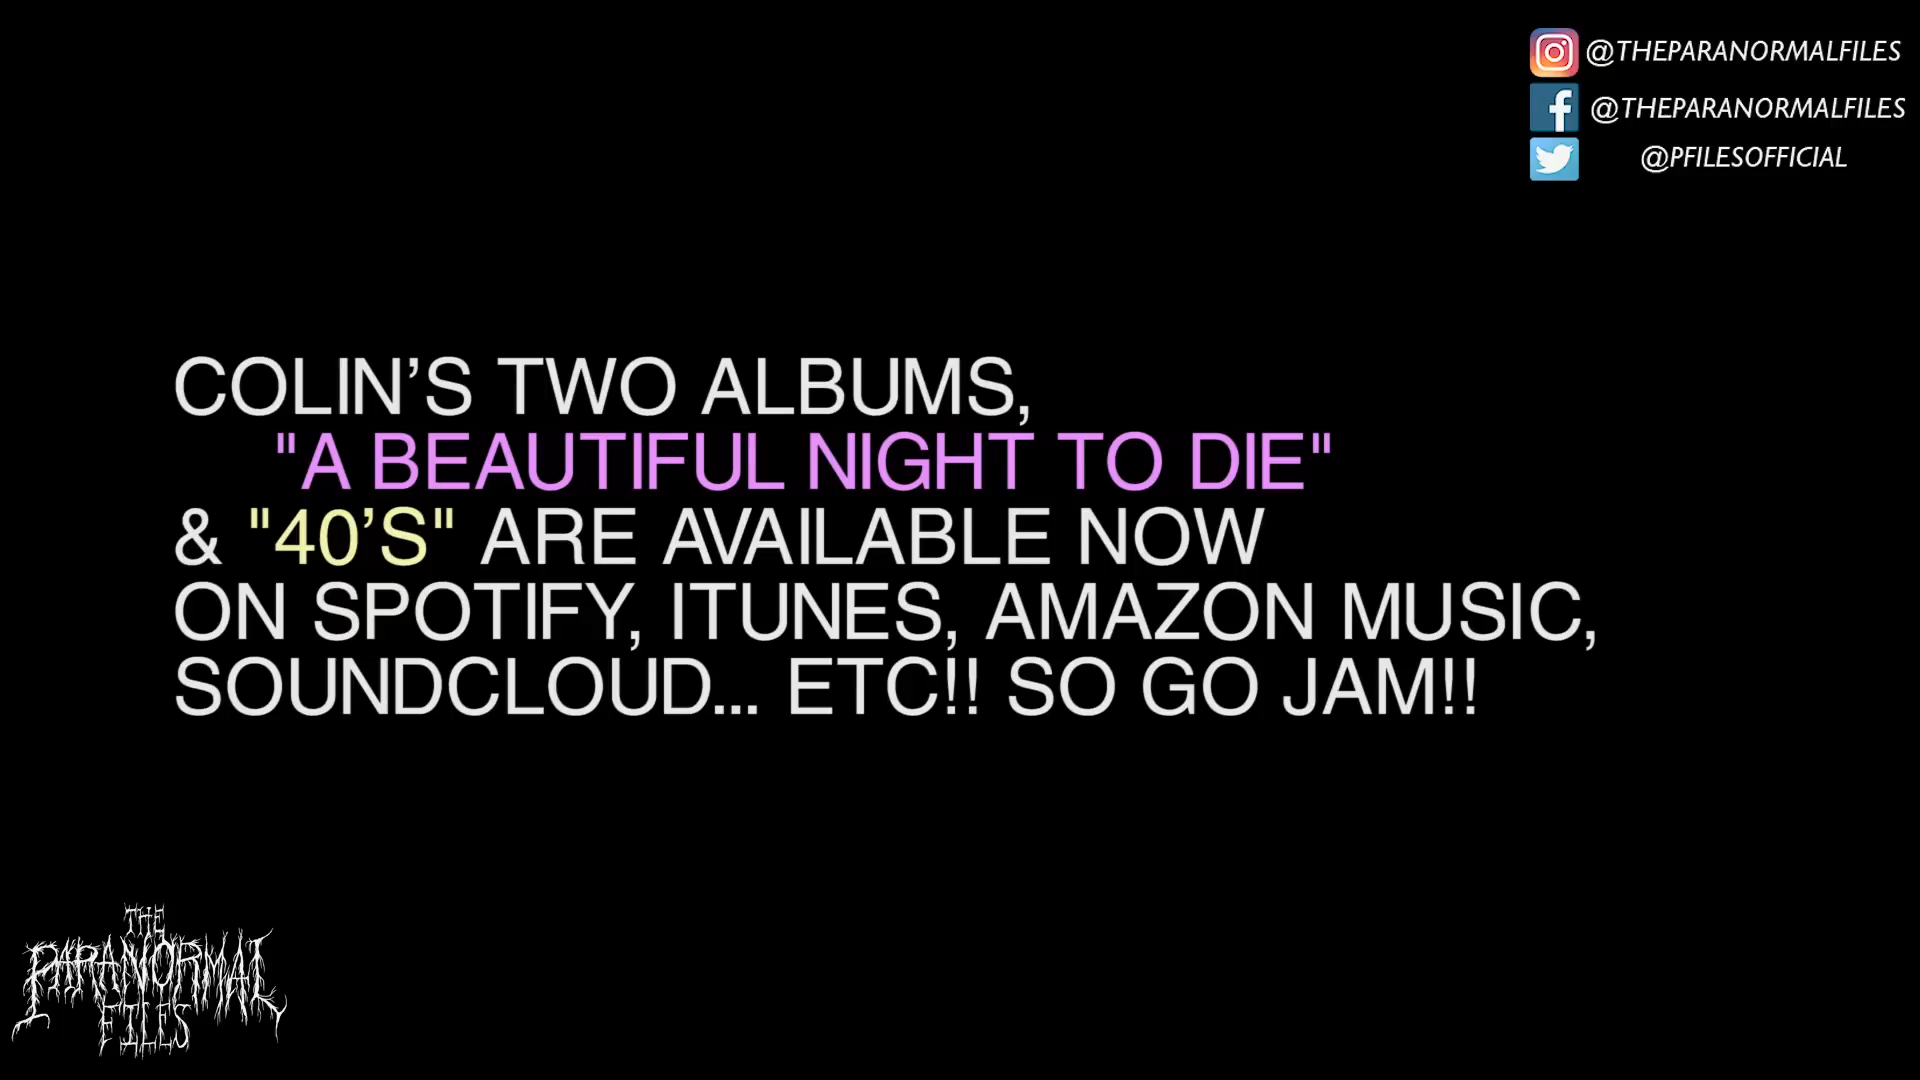 @THEPARANORMALFILES
@THEPARANORMALFILES
@PFILESOFFICIAL
COLIN’S TWO ALBUMS,
"A BEAUTIFUL NIGHT TO DIE"
& "40’S" ARE AVAILABLE NOW
ON SPOTIFY, ITUNES, AMAZON MUSIC,
SOUNDCLOUD... ETC!! SO GO JAM!!
THE
PARANORMAL
FILES